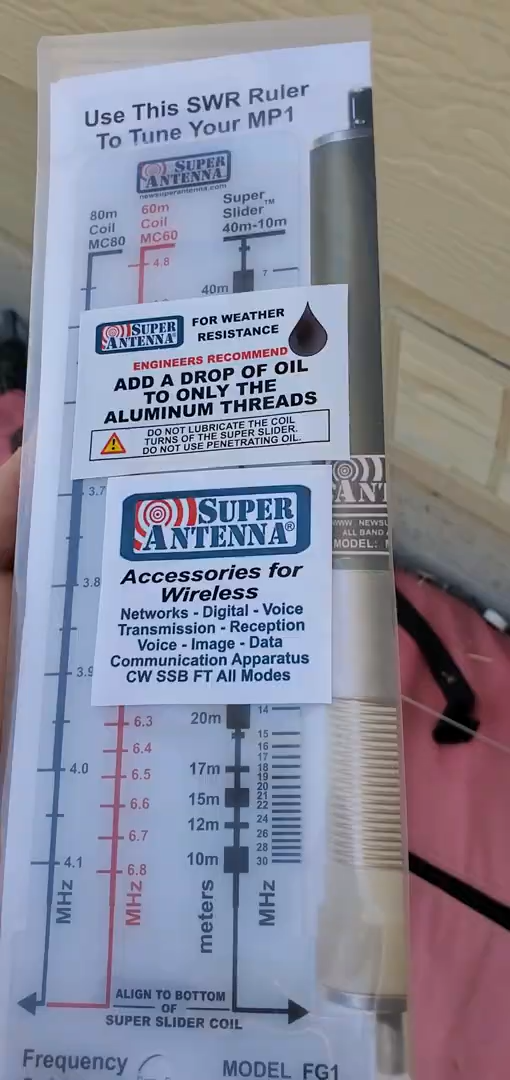 Use This SWR Ruler
To Tune Your MP1
SUPER
ANTENNA
newsuperantenna.com
80m
Coil
MC80
60m
Coil
MC60
Super
Slider™
40m-10m
4.8
40m
7
SUPER
ANTENNA®
FOR WEATHER
RESISTANCE
ENGINEERS RECOMMEND
ADD A DROP OF OIL
TO ONLY THE
ALUMINUM THREADS
DO NOT LUBRICATE THE COIL
TURNS OF THE SUPER SLIDER.
DO NOT USE PENETRATING OIL.
ANT
WWW NEWSU
ALL BAND
MODEL:
3.7
3.8
3.9
4.0
4.1
MHz
SUPER
ANTENNA®
Accessories for
Wireless
Networks - Digital - Voice
Transmission - Reception
Voice - Image - Data
Communication Apparatus
CW SSB FT All Modes
6.3
6.4
6.5
6.6
6.7
6.8
MHz
20m
17m
15m
12m
10m
meters
14
15
16
17
18
19
20
21
22
24
26
28
30
MHz
ALIGN TO BOTTOM
OF
SUPER SLIDER COIL
Frequency
MODEL FG1